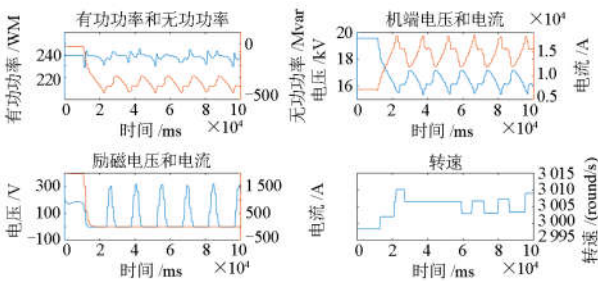 有功功率和无功功率
有功功率 /WM
240
220
0
−500
无功功率 /Mvar
0 2 4 6 8 10
时间 /ms ×10⁴
机端电压和电流
×10⁴
电压 /kV
20
18
16
1.5
1.0
0.5
电流 /A
0 2 4 6 8 10
时间 /ms ×10⁴
励磁电压和电流
电压 /V
300
100
−100
1 500
500
−500
电流 /A
0 2 4 6 8 10
时间 /ms ×10⁴
转速
3 015
3 010
3 005
3 000
2 995
转速 /(round/s)
0 2 4 6 8 10
时间 /ms ×10⁴